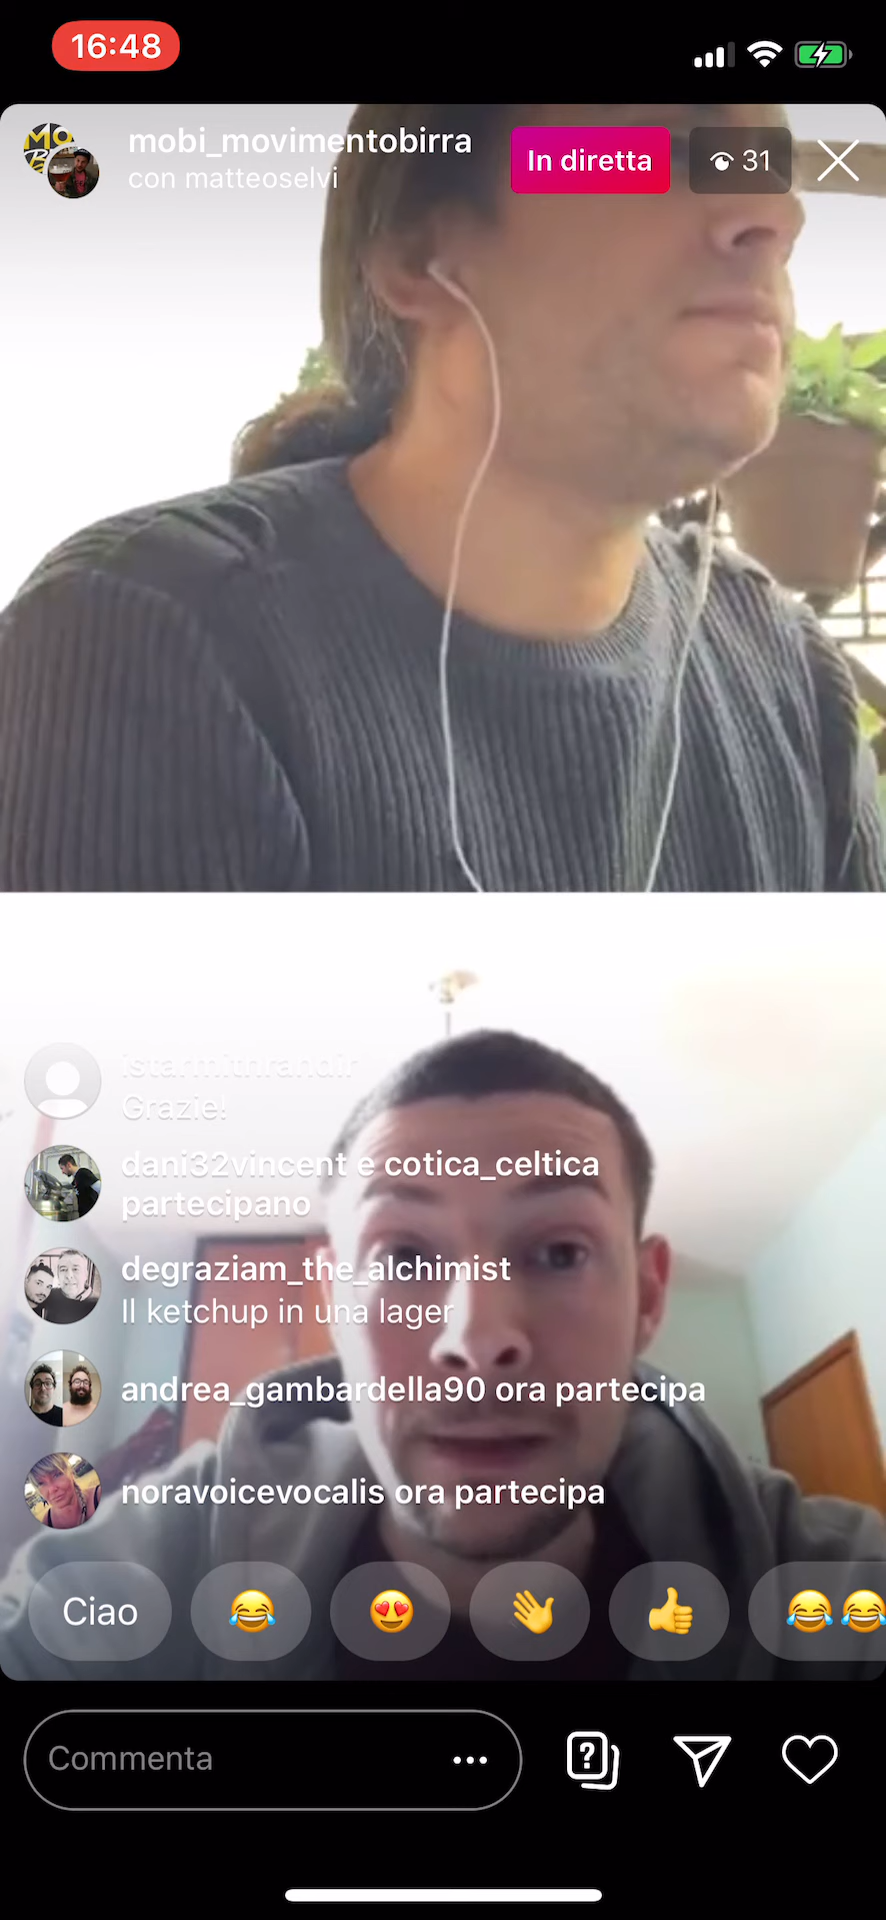 16:48
mobi_movimentobirra
con matteoselvi
In diretta
31
istarmithrandir
Grazie!
dani32vincent e cotica_celtica
partecipano
degraziam_the_alchimist
Il ketchup in una lager
andrea_gambardella90 ora partecipa
noravoicevocalis ora partecipa
Ciao
Commenta